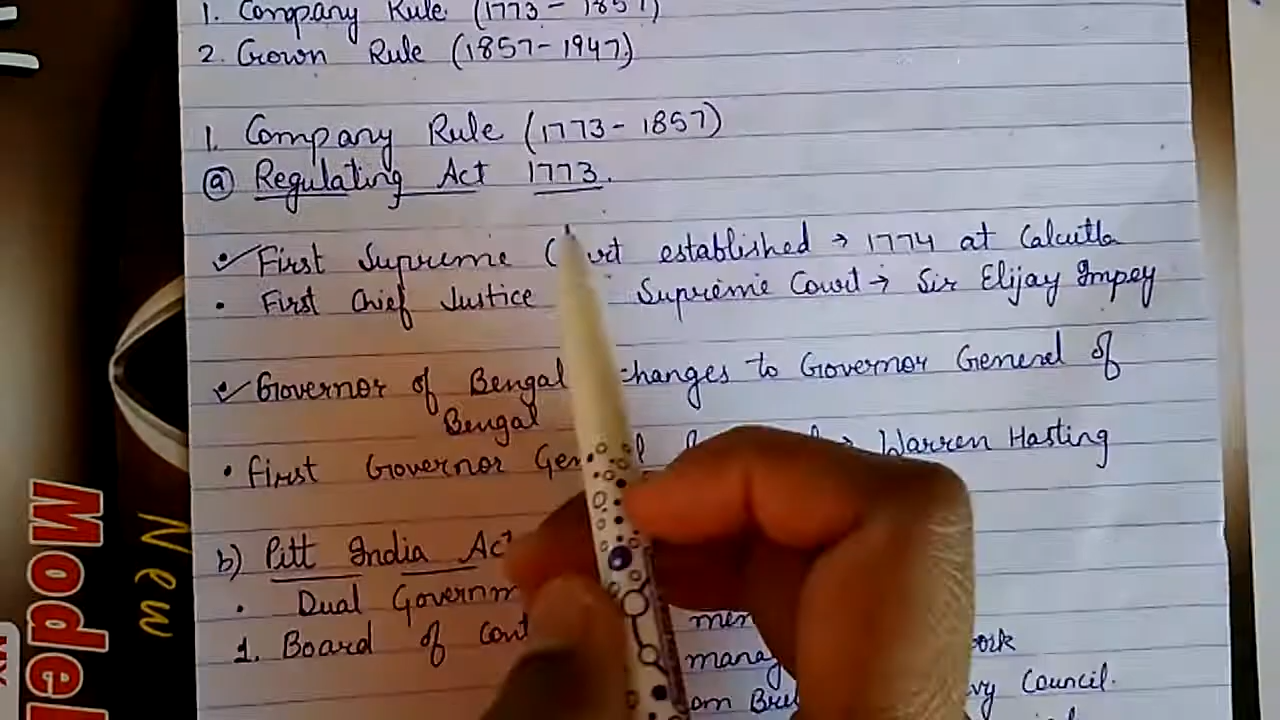 1. Company Rule (1773 - 1857)
2. Crown Rule (1857-1947)
1. Company Rule (1773 - 1857)
(a) Regulating Act 1773.
First Supreme Court established → 1774 at Calcutta
• First Chief Justice Supreme Court → Sir Elijay Impey
Governor of Bengal changes to Governor General of
Bengal
• First Governor → Warren Hasting
b) Pitt India Act
• Dual
1. Board of
Council.
New
Model